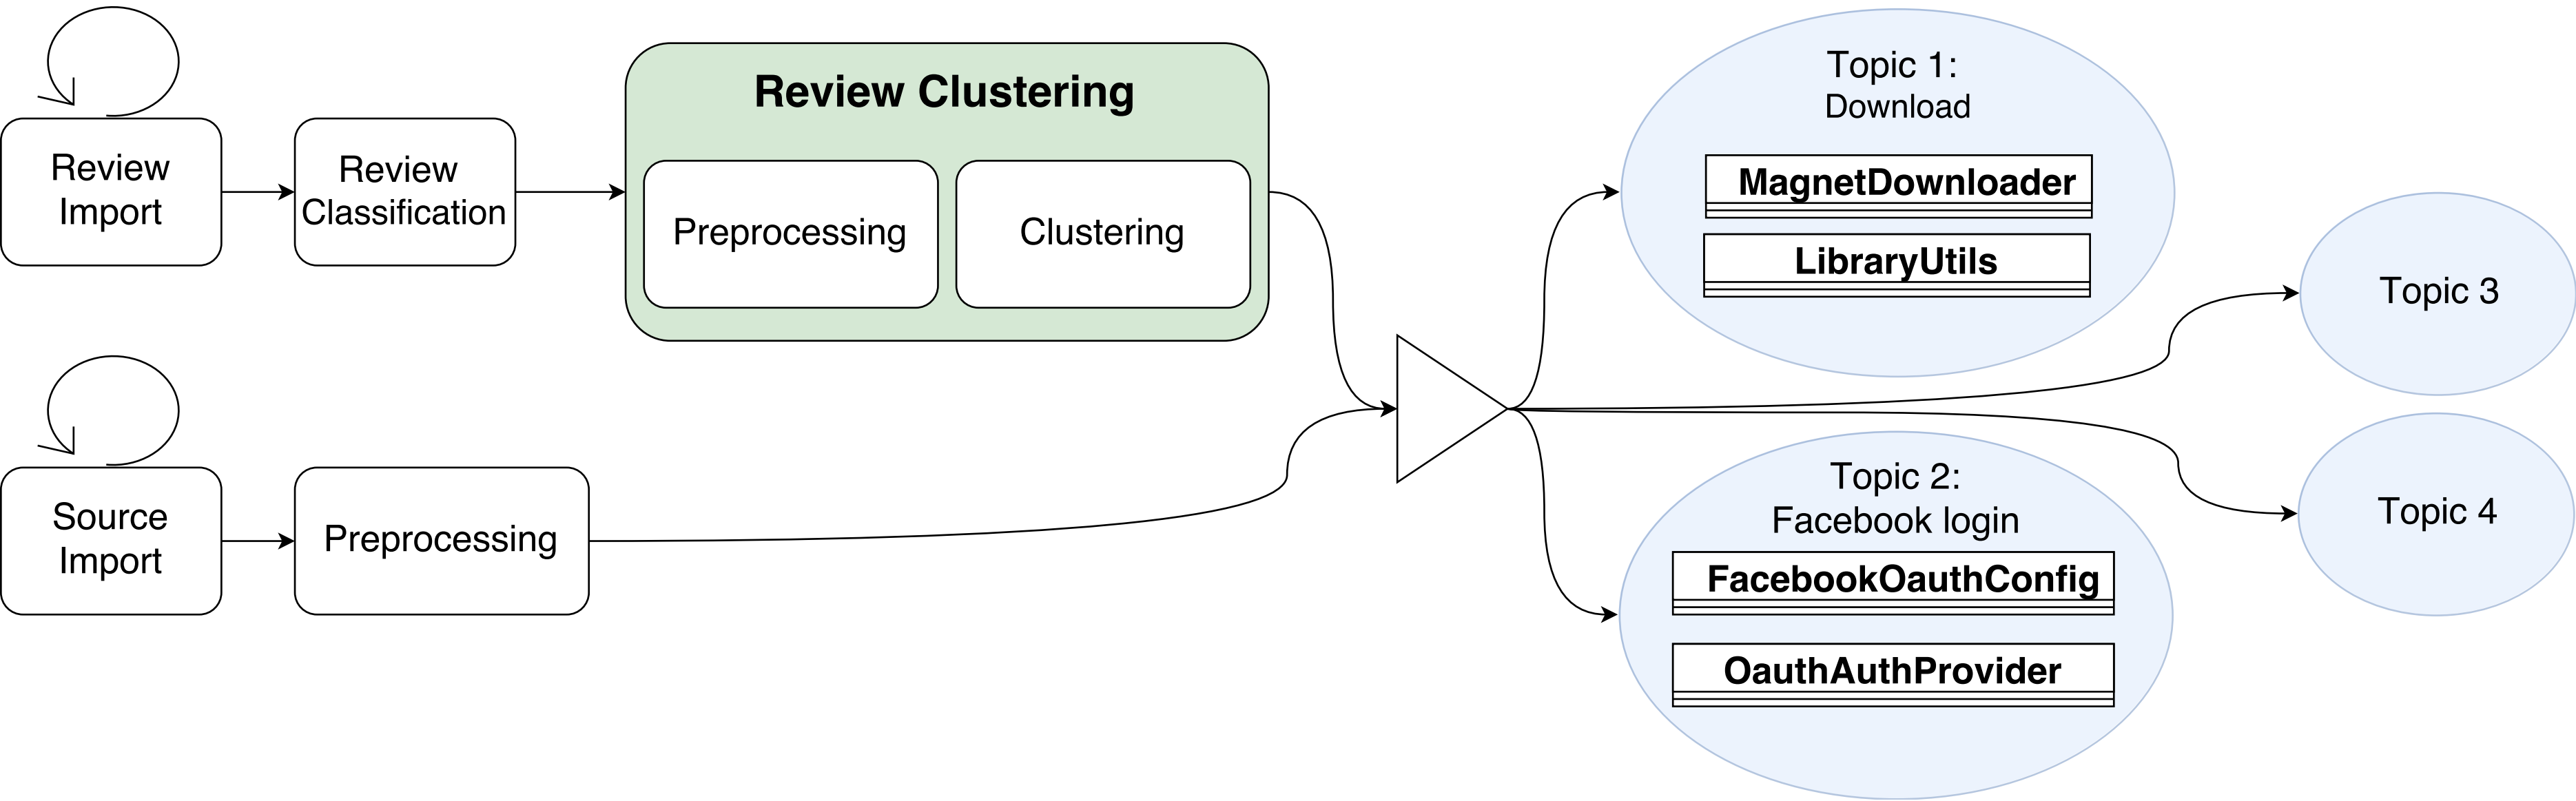 Review
Import
Review
Classification
Review Clustering
Preprocessing
Clustering
Source
Import
Preprocessing
Topic 1:
Download
MagnetDownloader
LibraryUtils
Topic 2:
Facebook login
FacebookOauthConfig
OauthAuthProvider
Topic 3
Topic 4